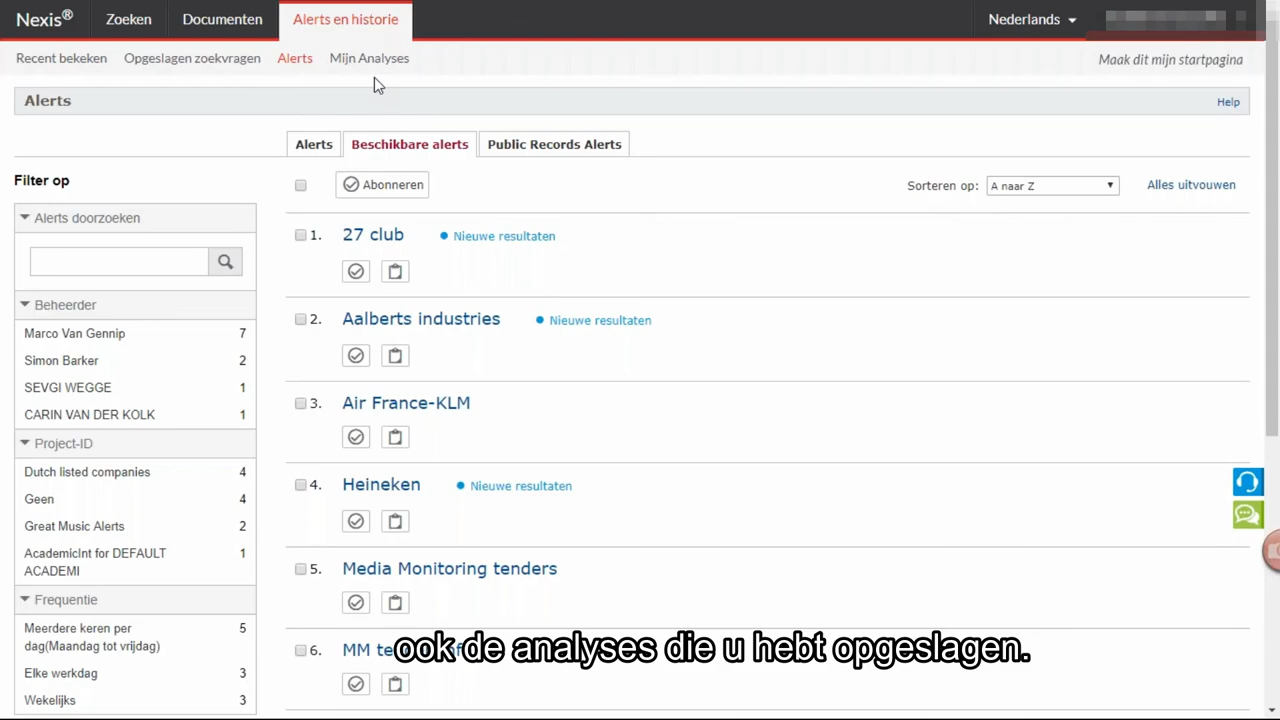 Nexis®
Zoeken
Documenten
Alerts en historie
Nederlands
Recent bekeken
Opgeslagen zoekvragen
Alerts
Mijn Analyses
Maak dit mijn startpagina
Alerts
Help
Alerts
Beschikbare alerts
Public Records Alerts
Filter op
Abonneren
Sorteren op:
A naar Z
Alles uitvouwen
Alerts doorzoeken
Beheerder
Marco Van Gennip 7
Simon Barker 2
SEVGI WEGGE 1
CARIN VAN DER KOLK 1
Project-ID
Dutch listed companies 4
Geen 4
Great Music Alerts 2
AcademicInt for DEFAULT 1
ACADEMI
Frequentie
Meerdere keren per 5
dag(Maandag tot vrijdag)
Elke werkdag 3
Wekelijks 3
1. 27 club Nieuwe resultaten
2. Aalberts industries Nieuwe resultaten
3. Air France-KLM
4. Heineken Nieuwe resultaten
5. Media Monitoring tenders
6. MM
ook de analyses die u hebt opgeslagen.